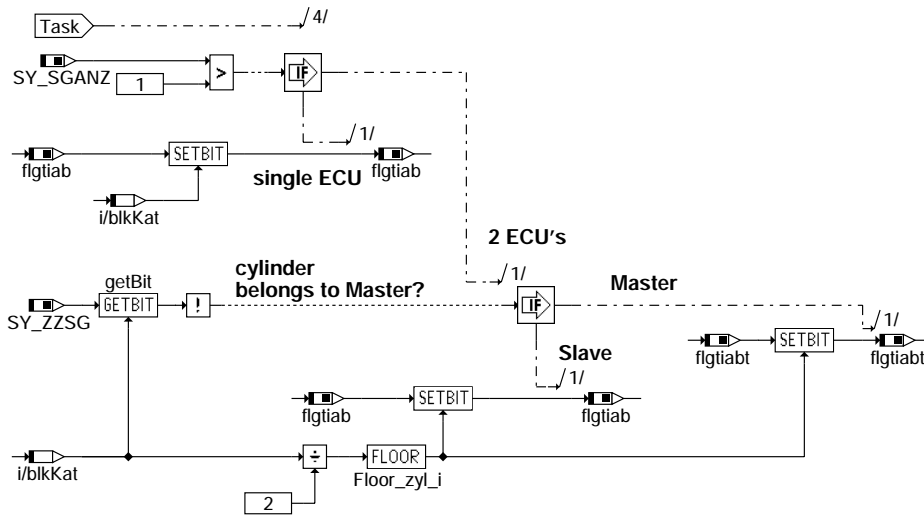 Task
/4/
SY_SGANZ
1
>
IF
/1/
flgtiab
SETBIT
flgtiab
single ECU
i/blkKat
2 ECU's
/1/
getBit
cylinder
belongs to Master?
Master
SY_ZZSG
GETBIT
!
IF
/1/
Slave
/1/
flgtiabt
SETBIT
flgtiabt
flgtiab
SETBIT
flgtiab
i/blkKat
÷
FLOOR
Floor_zyl_i
2